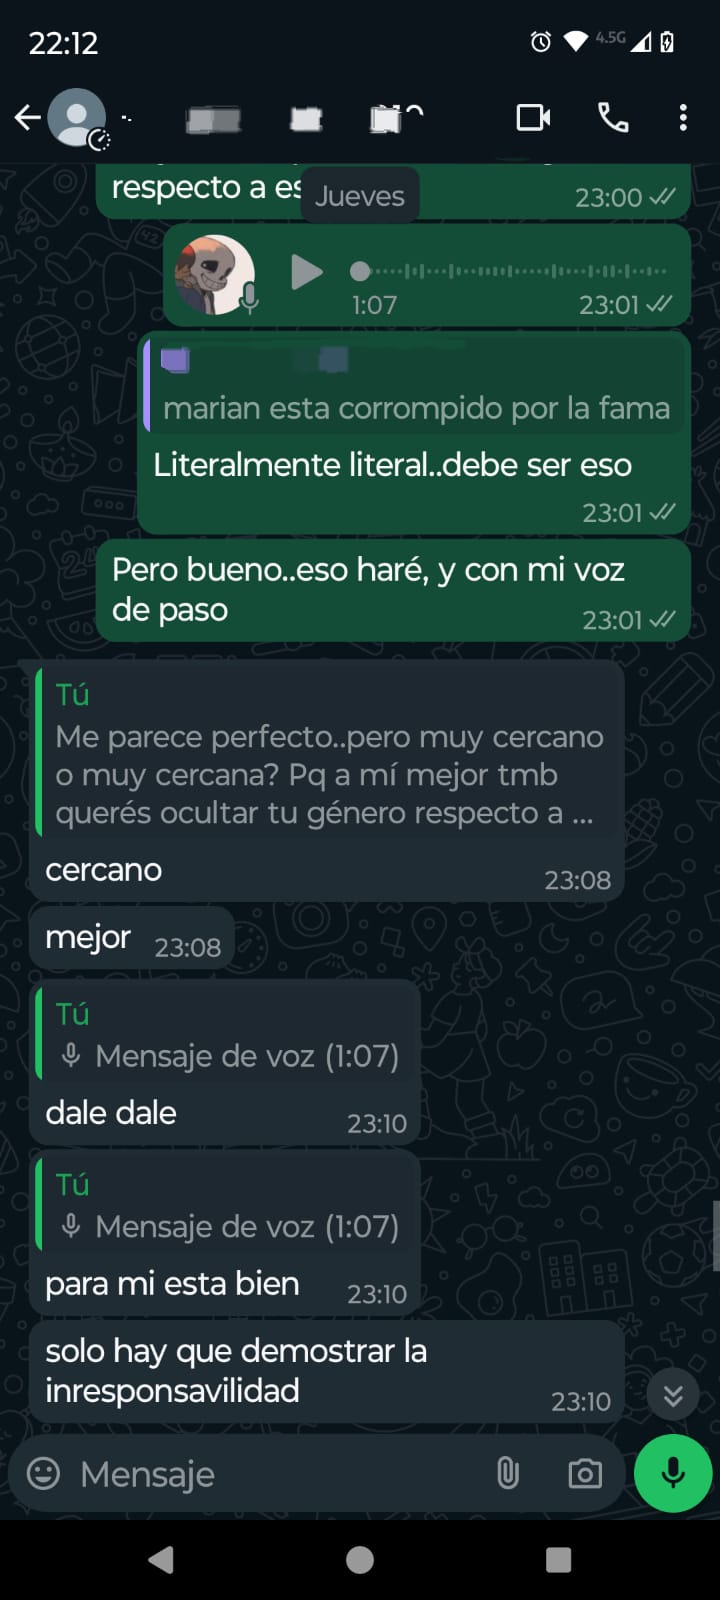 22:12
4.5G
respecto a es
Jueves
23:00
1:07
23:01
marian esta corrompido por la fama
Literalmente literal..debe ser eso
23:01
Pero bueno..eso haré, y con mi voz
de paso
23:01
Tú
Me parece perfecto..pero muy cercano
o muy cercana? Pq a mí mejor tmb
querés ocultar tu género respecto a ...
cercano
23:08
mejor 23:08
Tú
Mensaje de voz (1:07)
dale dale
23:10
Tú
Mensaje de voz (1:07)
para mi esta bien
23:10
solo hay que demostrar la
inresponsavilidad
23:10
Mensaje